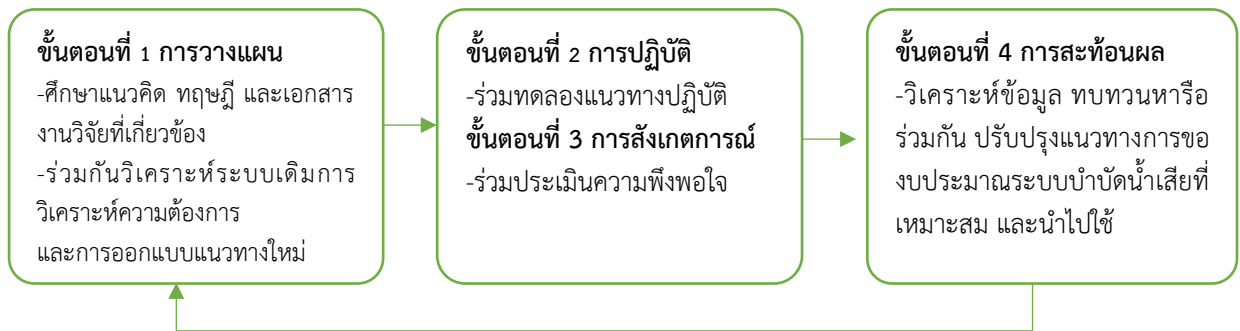 ขั้นตอนที่ 1 การวางแผน
-ศึกษาแนวคิด ทฤษฎี และเอกสาร
งานวิจัยที่เกี่ยวข้อง
-ร่วมกันวิเคราะห์ระบบเดิมการ
วิเคราะห์ความต้องการ
และการออกแบบแนวทางใหม่
ขั้นตอนที่ 2 การปฏิบัติ
-ร่วมทดลองแนวทางปฏิบัติ
ขั้นตอนที่ 3 การสังเกตการณ์
-ร่วมประเมินความพึงพอใจ
ขั้นตอนที่ 4 การสะท้อนผล
-วิเคราะห์ข้อมูล ทบทวนหารือ
ร่วมกัน ปรับปรุงแนวทางการขอ
งบประมาณระบบบำบัดน้ำเสียที่
เหมาะสม และนำไปใช้